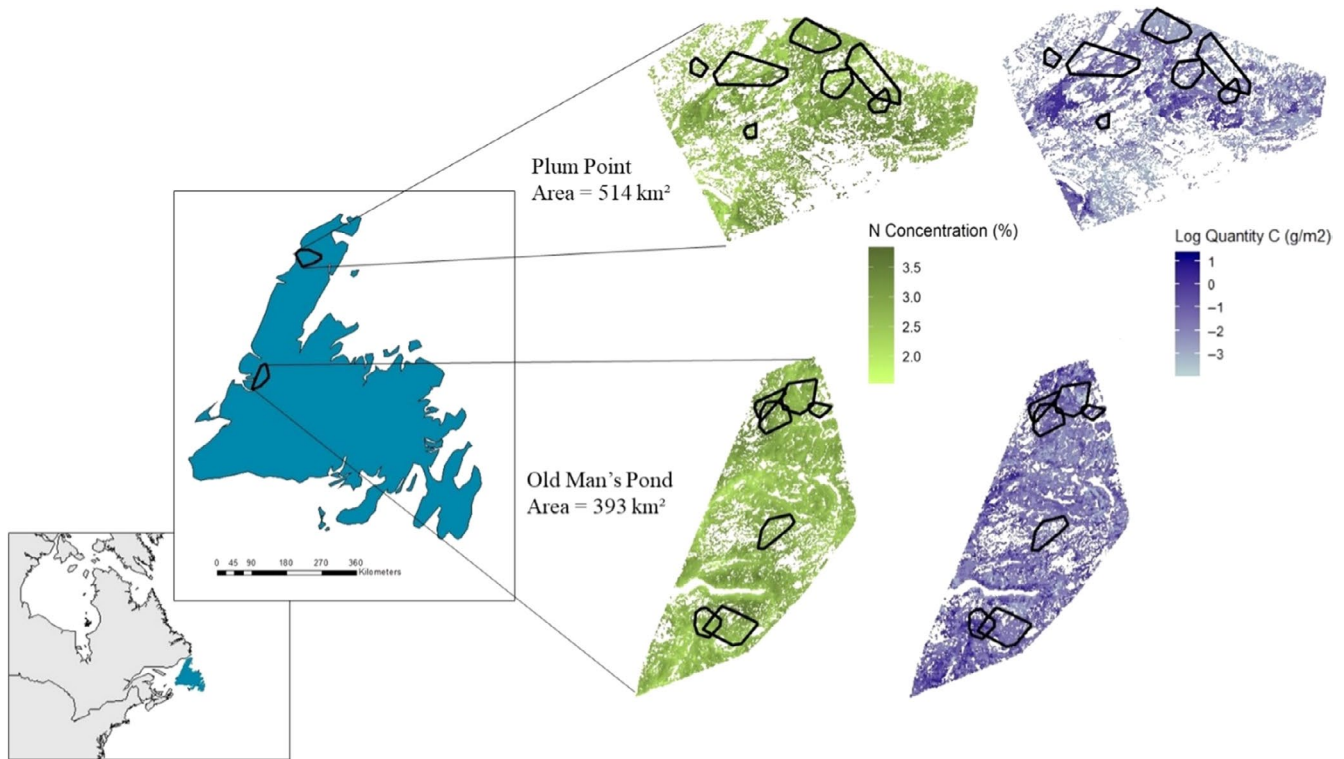 Plum Point
Area = 514 km²
N Concentration (%)
3.5
3.0
2.5
2.0
Log Quantity C (g/m2)
1
0
−1
−2
−3
Old Man's Pond
Area = 393 km²
0 45 90 180 270 360
Kilometers